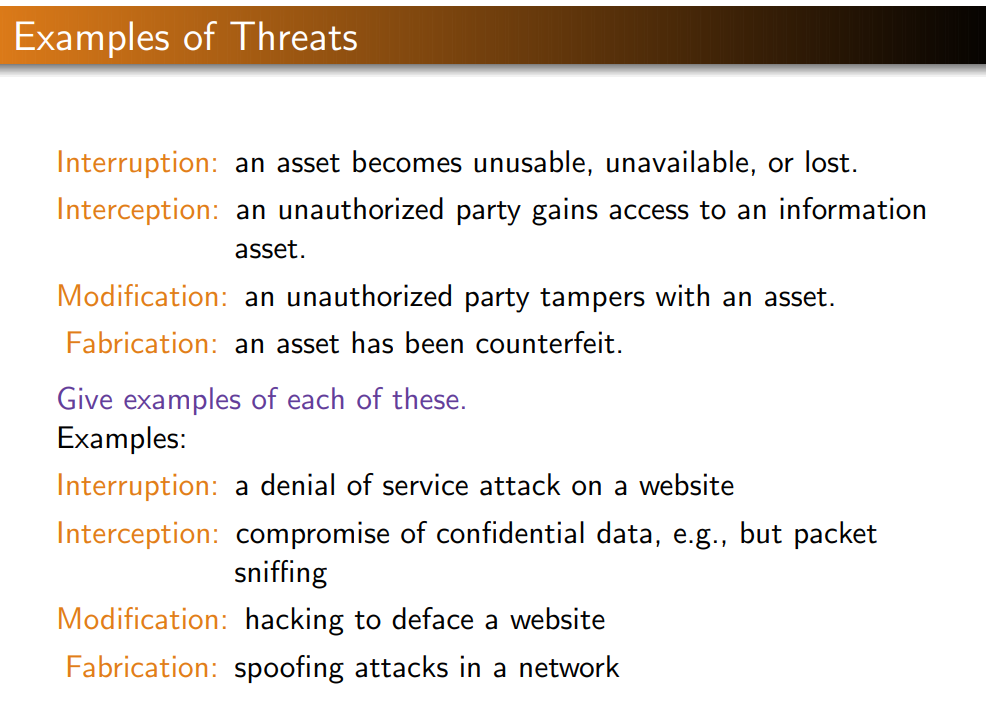 Examples of Threats
Interruption: an asset becomes unusable, unavailable, or lost.
Interception: an unauthorized party gains access to an information
asset.
Modification: an unauthorized party tampers with an asset.
Fabrication: an asset has been counterfeit.
Give examples of each of these.
Examples:
Interruption: a denial of service attack on a website
Interception: compromise of confidential data, e.g., but packet
sniffing
Modification: hacking to deface a website
Fabrication: spoofing attacks in a network